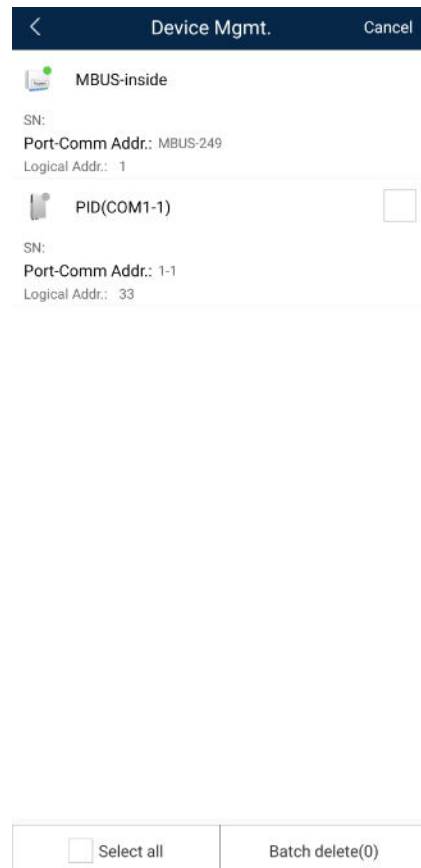 Device Mgmt.
Cancel
MBUS-inside
SN:
Port-Comm Addr.: MBUS-249
Logical Addr.: 1
PID(COM1-1)
SN:
Port-Comm Addr.: 1-1
Logical Addr.: 33
Select all
Batch delete(0)